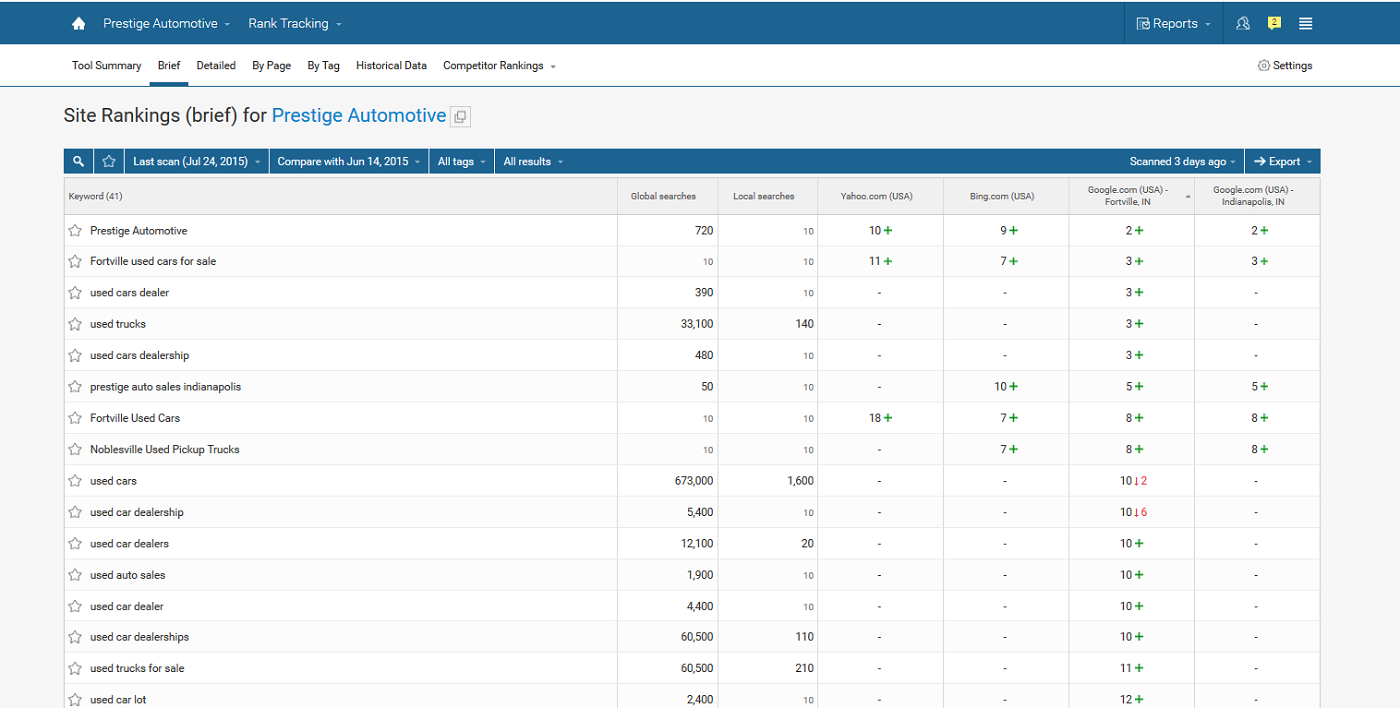 Prestige Automotive Rank Tracking Reports 2
Tool Summary Brief Detailed By Page By Tag Historical Data Competitor Rankings Settings
Site Rankings (brief) for Prestige Automotive
Last scan (Jul 24, 2015) Compare with Jun 14, 2015 All tags All results Scanned 3 days ago → Export
Keyword (41) Global searches Local searches Yahoo.com (USA) Bing.com (USA) Google.com (USA) - Fortville, IN Google.com (USA) - Indianapolis, IN
Prestige Automotive 720 10 10+ 9+ 2+ 2+
Fortville used cars for sale 10 10 11+ 7+ 3+ 3+
used cars dealer 390 10 - - 3+ -
used trucks 33,100 140 - - 3+ -
used cars dealership 480 10 - - 3+ -
prestige auto sales indianapolis 50 10 - 10+ 5+ 5+
Fortville Used Cars 10 10 18+ 7+ 8+ 8+
Noblesville Used Pickup Trucks 10 10 - 7+ 8+ 8+
used cars 673,000 1,600 - - 10↓2 -
used car dealership 5,400 10 - - 10↓6 -
used car dealers 12,100 20 - - 10+ -
used auto sales 1,900 10 - - 10+ -
used car dealer 4,400 10 - - 10+ -
used car dealerships 60,500 110 - - 10+ -
used trucks for sale 60,500 210 - - 11+ -
used car lot 2,400 10 - - 12+ -